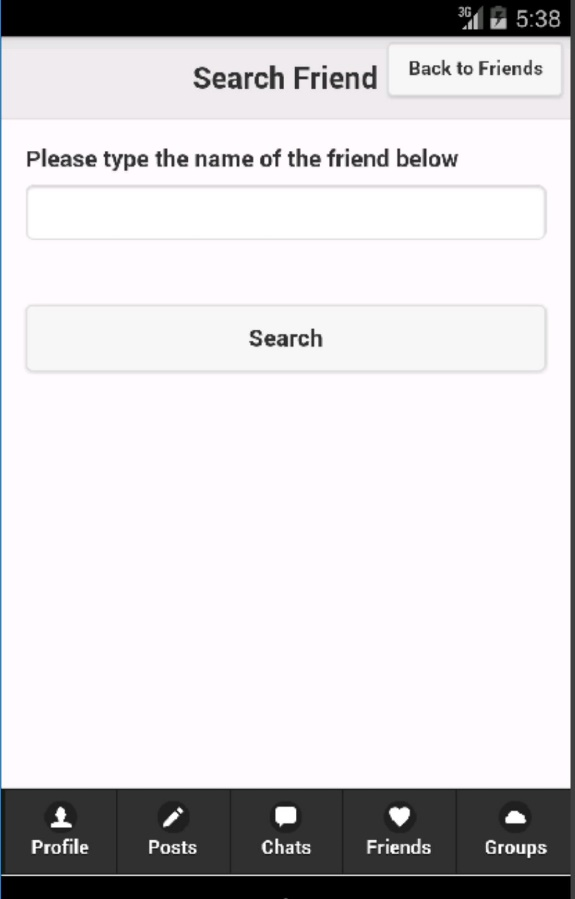 3G 5:38
Search Friend
Back to Friends
Please type the name of the friend below
Search
Profile Posts Chats Friends Groups